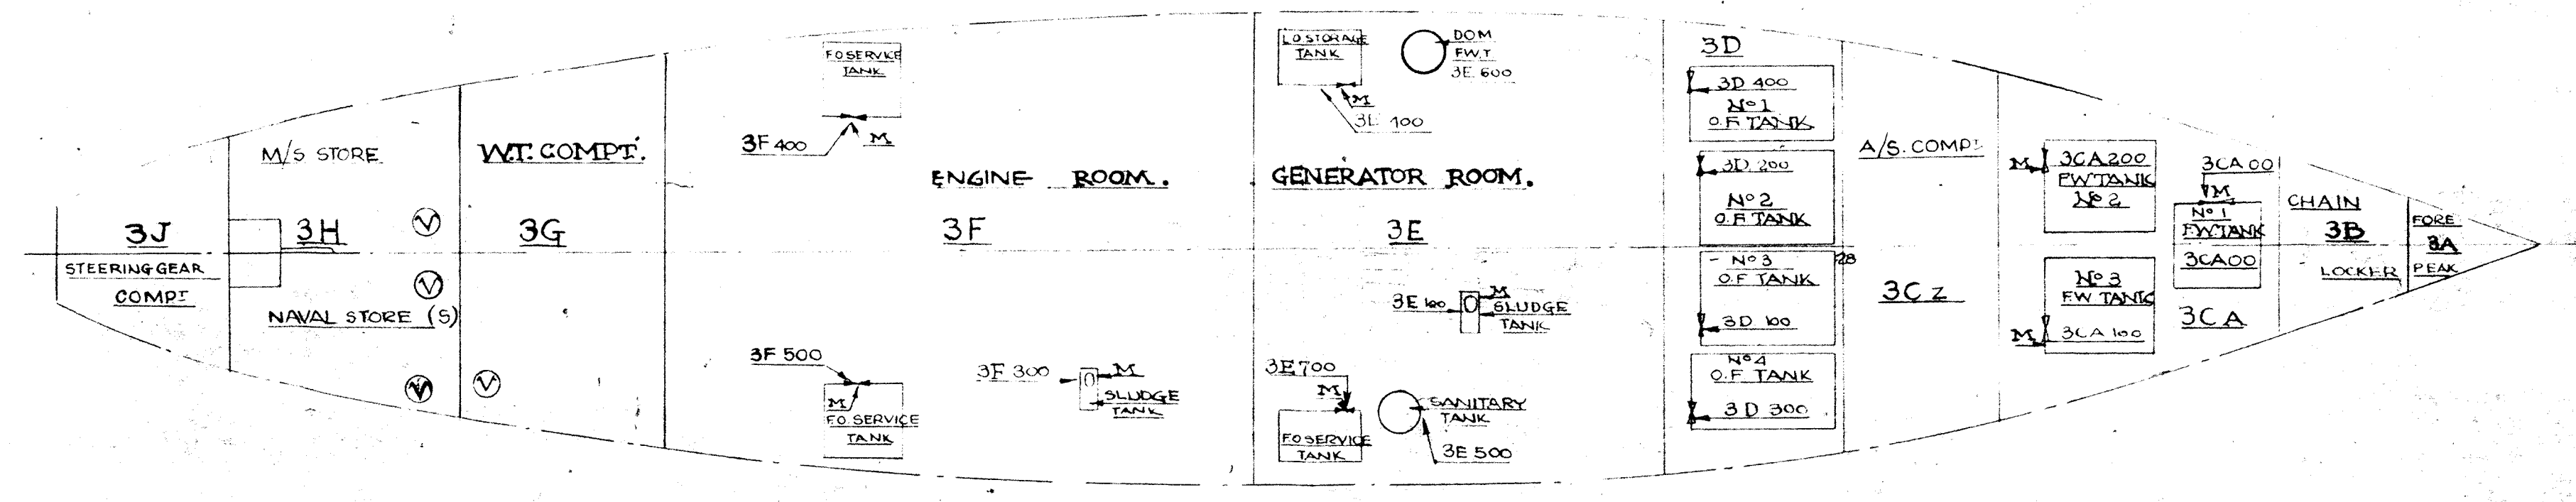 3J
STEERING GEAR
COMPT
M/S STORE
3H
NAVAL STORE (S)
V
V
V
W.T. COMPT.
3G
V
F.O SERVICE
TANK
3F 400
M
ENGINE ROOM.
3F
3F 500
M
F.O. SERVICE
TANK
3F 300
M
SLUDGE
TANK
L.O. STORAGE
TANK
M
DOM
F.W.T
3E 600
GENERATOR ROOM.
3E
3E 100
M
SLUDGE
TANK
3E 700
M
F.O SERVICE
TANK
SANITARY
TANK
3E 500
3D
3D 400
No 1
O.F TANK
3D 200
No 2
O.F TANK
No 3
O.F TANK
3D 100
No 4
O.F TANK
3D 300
28
A/S. COMPT
3C Z
M
3CA 200
F.W TANK
No 2
No 3
F.W TANK
M
3CA 100
3CA 00
M
No 1
F.W TANK
3CA 00
3CA
CHAIN
3B
LOCKER
FORE
3A
PEAK